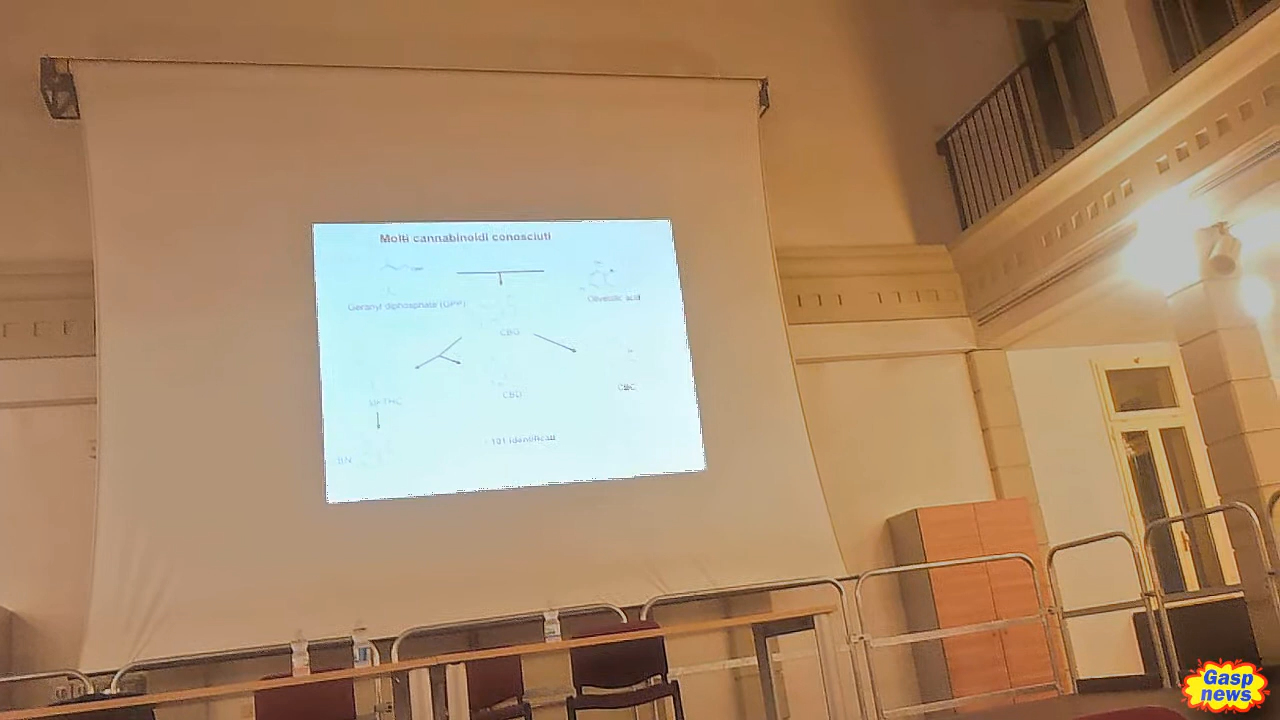 Molti cannabinoidi conosciuti
Geranyl diphosphate (GPP)
Olivetolic acid
CBG
CBD
CBC
101 identificati
Gasp
news